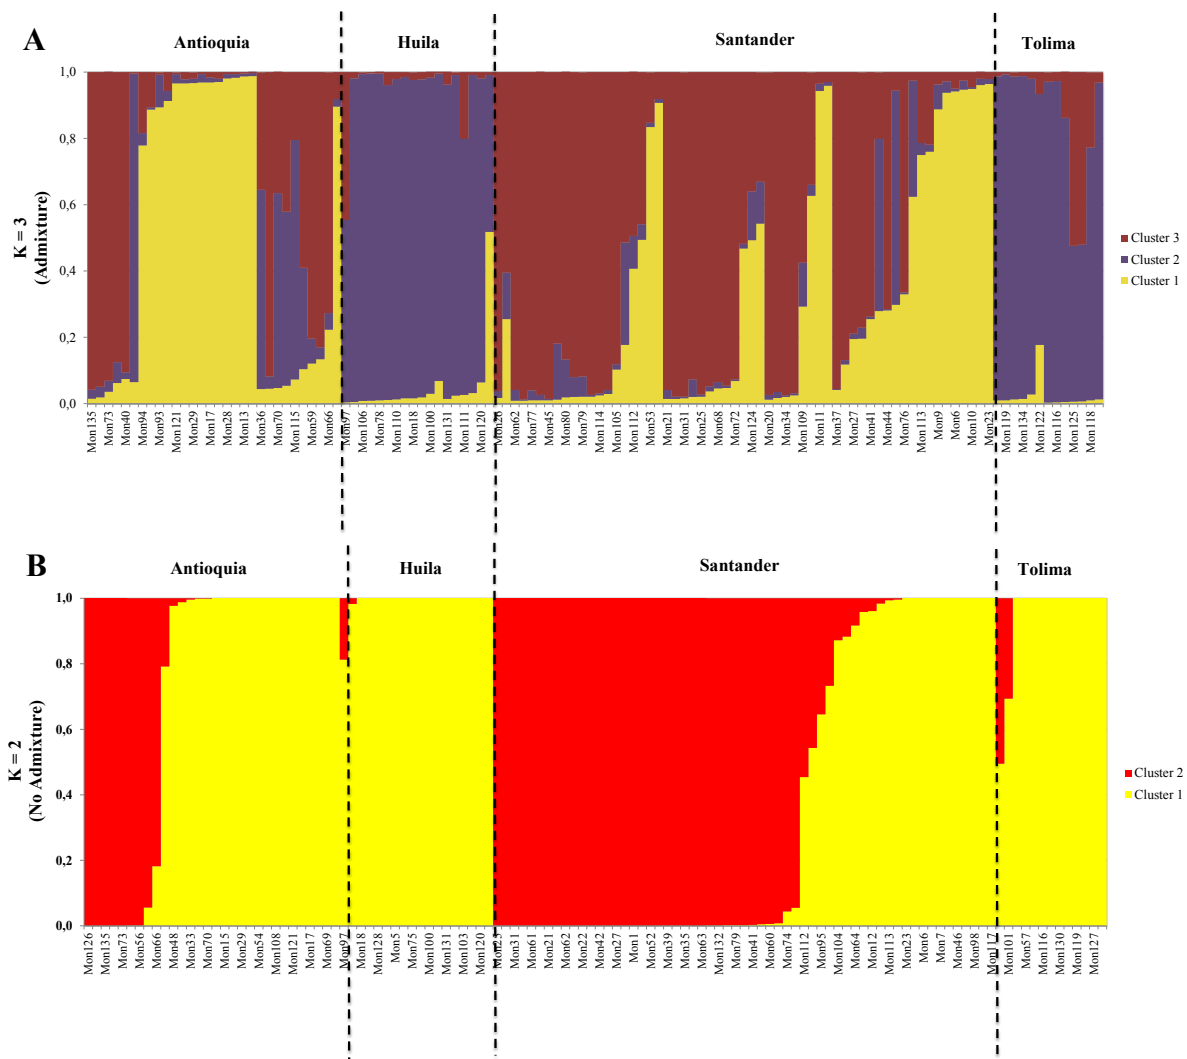 A
Antioquia
Huila
Santander
Tolima
K = 3
(Admixture)
1,0
0,8
0,6
0,4
0,2
0,0
Cluster 3
Cluster 2
Cluster 1
Mon135
Mon73
Mon40
Mon94
Mon93
Mon121
Mon29
Mon17
Mon28
Mon13
Mon36
Mon70
Mon115
Mon59
Mon66
Mon97
Mon106
Mon110
Mon18
Mon100
Mon131
Mon111
Mon120
Mon126
Mon62
Mon77
Mon45
Mon80
Mon79
Mon114
Mon105
Mon112
Mon53
Mon21
Mon31
Mon35
Mon68
Mon72
Mon124
Mon20
Mon34
Mon109
Mon11
Mon37
Mon27
Mon41
Mon44
Mon76
Mon113
Mon9
Mon6
Mon10
Mon23
Mon119
Mon134
Mon122
Mon116
Mon125
Mon118
B
Antioquia
Huila
Santander
Tolima
K = 2
(No Admixture)
1,0
0,8
0,6
0,4
0,2
0,0
Cluster 2
Cluster 1
Mon126
Mon135
Mon73
Mon56
Mon66
Mon48
Mon33
Mon70
Mon15
Mon29
Mon54
Mon108
Mon121
Mon17
Mon69
Mon97
Mon18
Mon128
Mon5
Mon75
Mon100
Mon103
Mon120
Mon25
Mon31
Mon61
Mon21
Mon62
Mon22
Mon42
Mon27
Mon1
Mon52
Mon39
Mon35
Mon63
Mon132
Mon79
Mon41
Mon60
Mon74
Mon112
Mon95
Mon104
Mon64
Mon12
Mon113
Mon23
Mon6
Mon7
Mon46
Mon98
Mon117
Mon101
Mon57
Mon116
Mon130
Mon119
Mon127